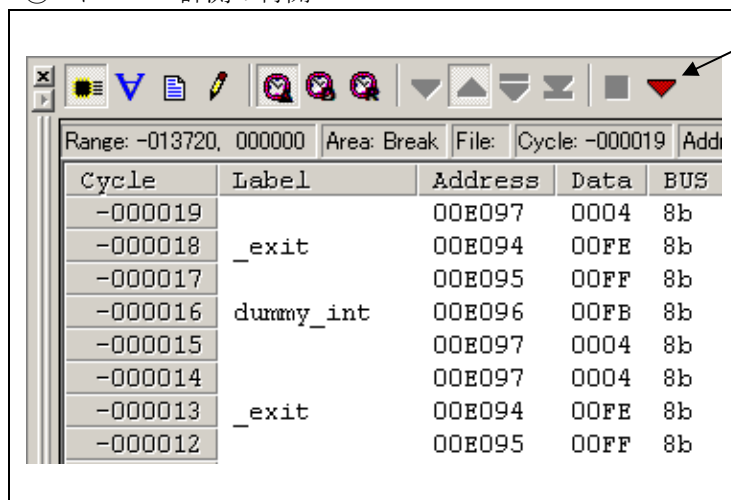 Range: -013720, 000000 Area: Break File: Cycle: -000019 Add
Cycle Label Address Data BUS
-000019 00E097 0004 8b
-000018 _exit 00E094 00FE 8b
-000017 00E095 00FF 8b
-000016 dummy_int 00E096 00FB 8b
-000015 00E097 0004 8b
-000014 00E097 0004 8b
-000013 _exit 00E094 00FE 8b
-000012 00E095 00FF 8b